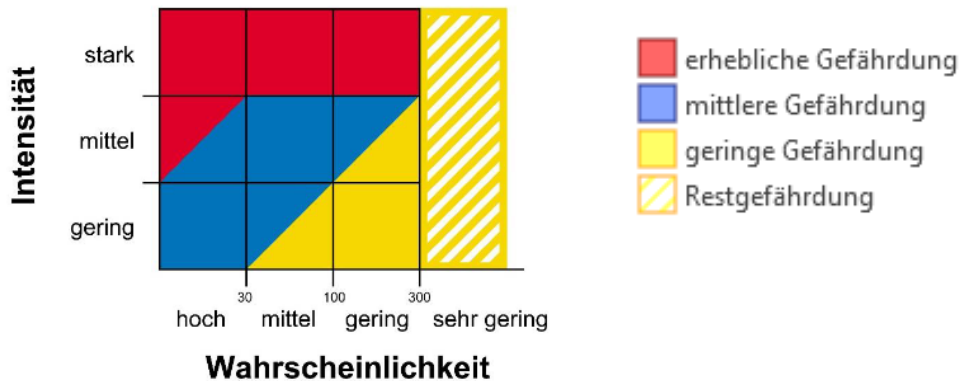 Intensität
stark
mittel
gering
30 100 300
hoch mittel gering sehr gering
Wahrscheinlichkeit
erhebliche Gefährdung
mittlere Gefährdung
geringe Gefährdung
Restgefährdung